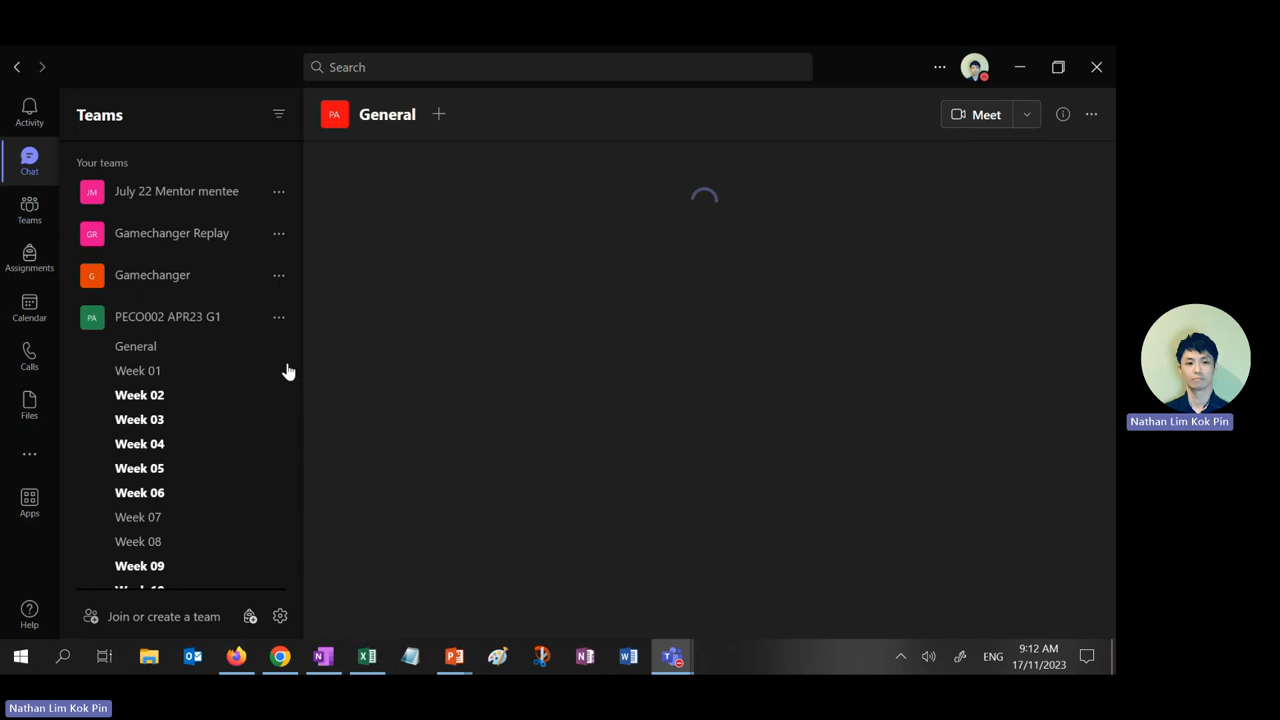 Search
Activity
Chat
Teams
Assignments
Calendar
Calls
Files
Apps
Help
Teams
Your teams
JM July 22 Mentor mentee
GR Gamechanger Replay
G Gamechanger
PA PECO002 APR23 G1
General
Week 01
Week 02
Week 03
Week 04
Week 05
Week 06
Week 07
Week 08
Week 09
Join or create a team
PA General
Meet
Nathan Lim Kok Pin
ENG
9:12 AM
17/11/2023
Nathan Lim Kok Pin